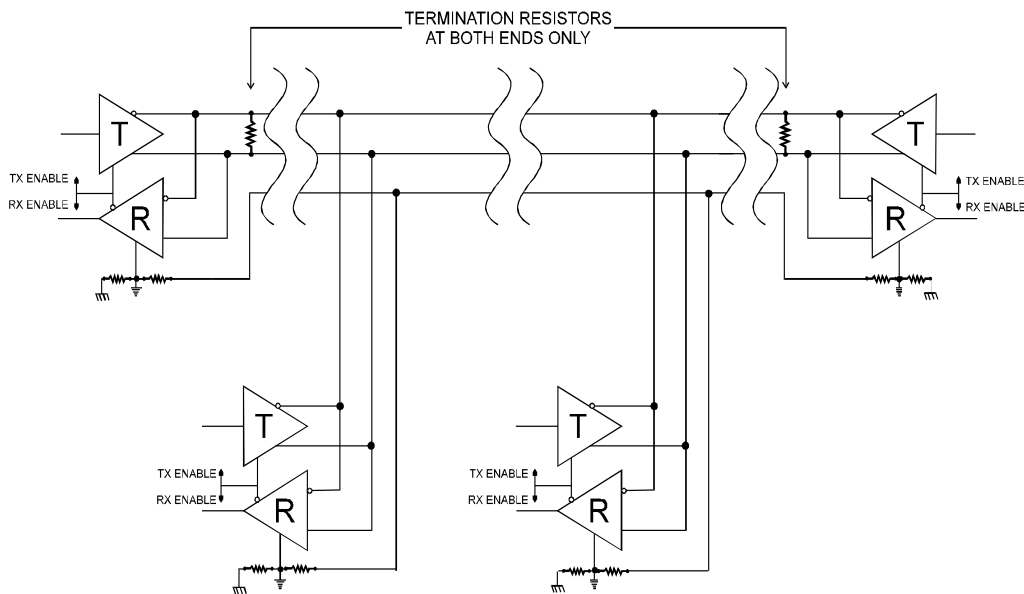 TERMINATION RESISTORS
AT BOTH ENDS ONLY
T
T
TX ENABLE
RX ENABLE
R
R
TX ENABLE
RX ENABLE
T
T
TX ENABLE
RX ENABLE
R
TX ENABLE
RX ENABLE
R